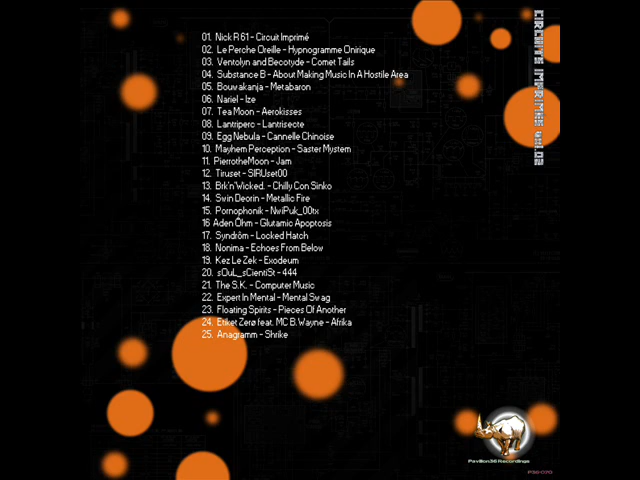 01. Nick R 61 - Circuit Imprimé
02. Le Perche Oreille - Hypnogramme Onirique
03. Ventolyn and Becotyde - Comet Tails
04. Substance B - About Making Music In A Hostile Area
05. Bouvakanja - Metabaron
06. Nariel - Ize
07. Tea Moon - Aerokisses
08. Lantriperc - Lantrisecte
09. Egg Nebula - Cannelle Chinoise
10. Mayhem Perception - Saster Mystem
11. PierrotheMoon - Jam
12. Tiruset - SIRUset00
13. Brk'n'Wicked. - Chilly Con Sinko
14. Swin Deorin - Metallic Fire
15. Pornophonik - NwiPuk_00tx
16 Aden Öhm - Glutamic Apoptosis
17. Syndröm - Locked Hatch
18. Nonima - Echoes From Below
19. Kez Le Zek - Exodeum
20. sOuL_sCientiSt - 444
21. The S.K. - Computer Music
22. Expert In Mental - Mental Swag
23. Floating Spirits - Pieces Of Another
24. Etiket Zerø feat. MC B.Wayne - Afrika
25. Anagramm - Shrike
CIRCUITS IMPRIMÉS VOL.02
Pavillon36 Recordings
P36-070